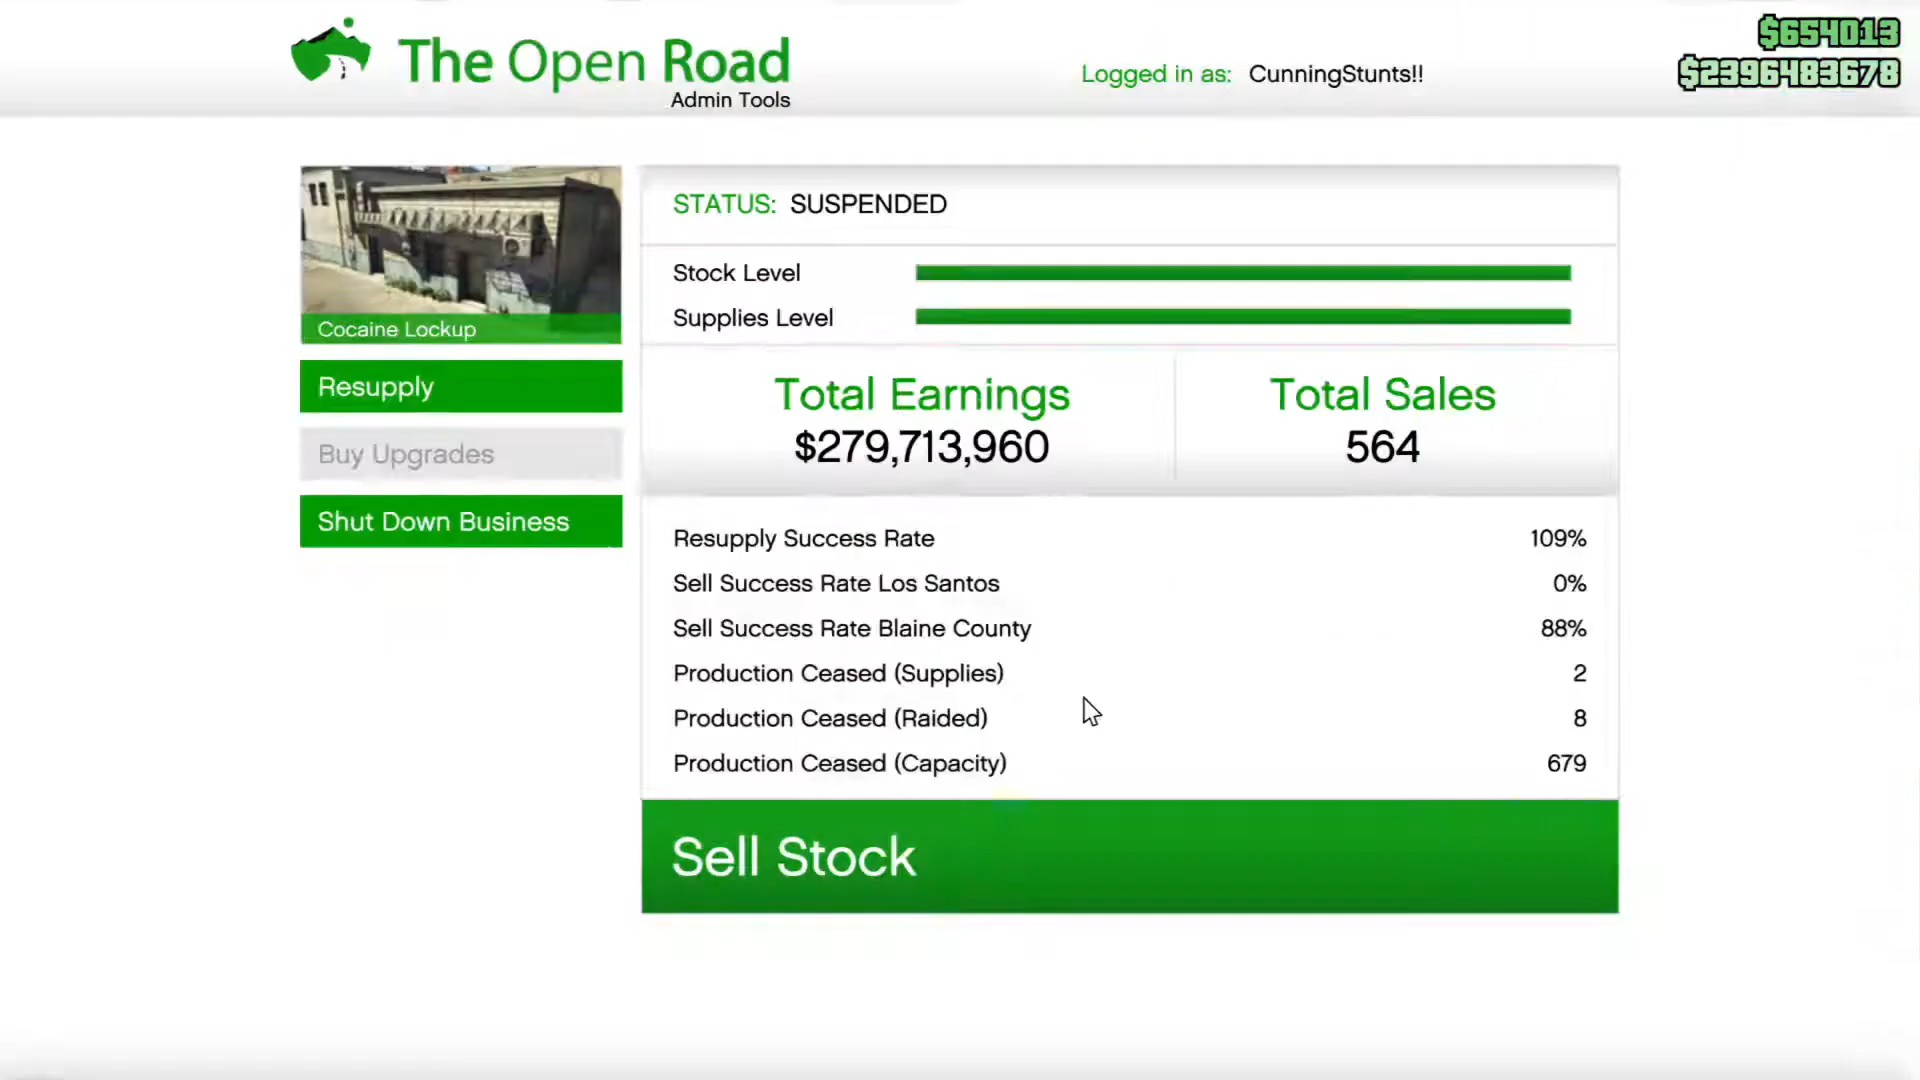 The Open Road
Admin Tools
Logged in as: CunningStunts!!
$654013
$2396483678
Cocaine Lockup
Resupply
Buy Upgrades
Shut Down Business
STATUS: SUSPENDED
Stock Level
Supplies Level
Total Earnings
$279,713,960
Total Sales
564
Resupply Success Rate 109%
Sell Success Rate Los Santos 0%
Sell Success Rate Blaine County 88%
Production Ceased (Supplies) 2
Production Ceased (Raided) 8
Production Ceased (Capacity) 679
Sell Stock